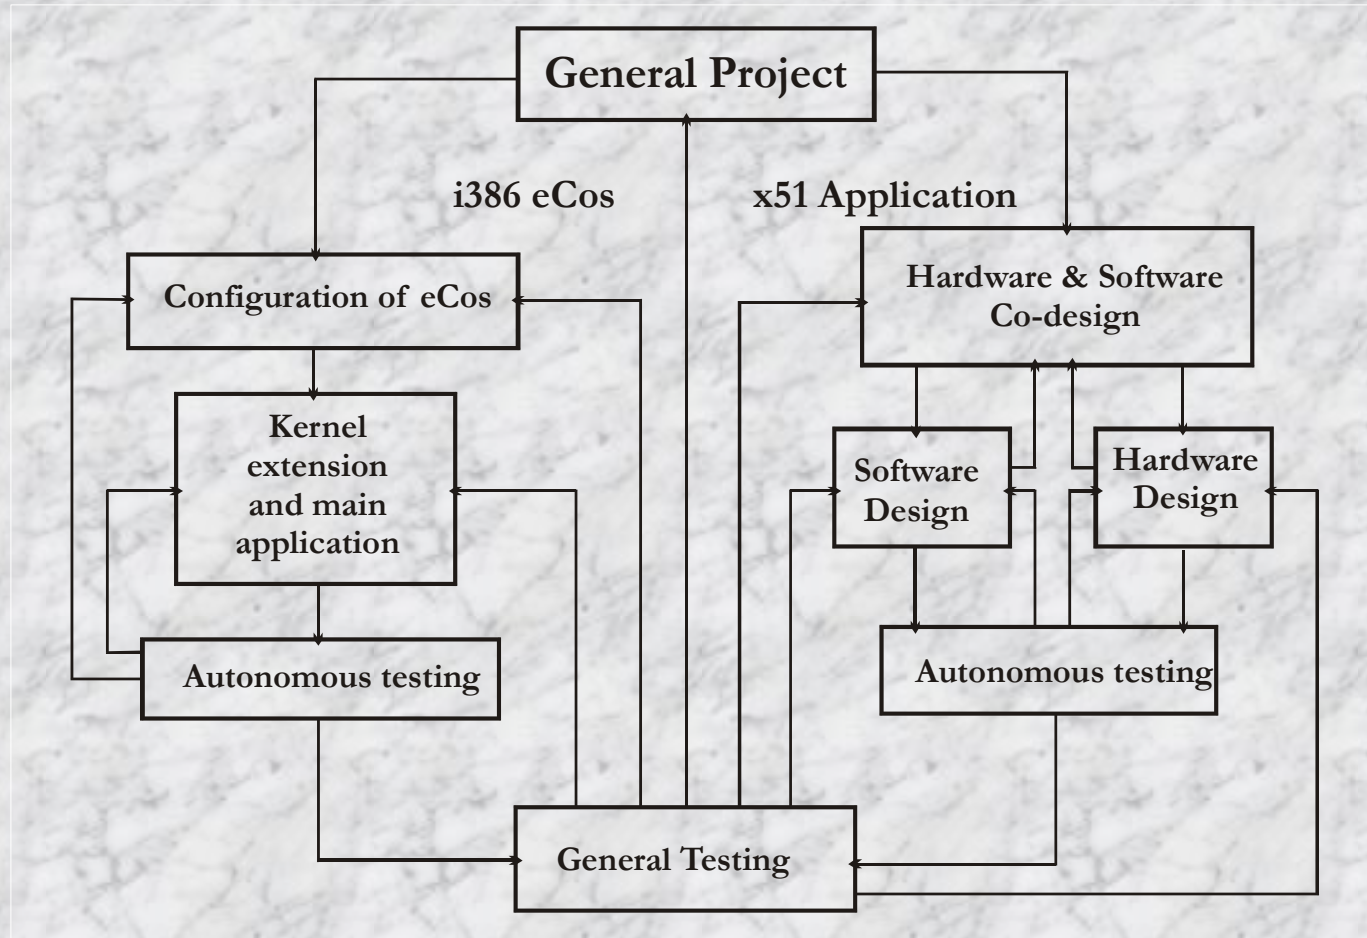 General Project
i386 eCos
x51 Application
Configuration of eCos
Hardware & Software
Co-design
Kernel
extension
and main
application
Software
Design
Hardware
Design
Autonomous testing
Autonomous testing
General Testing